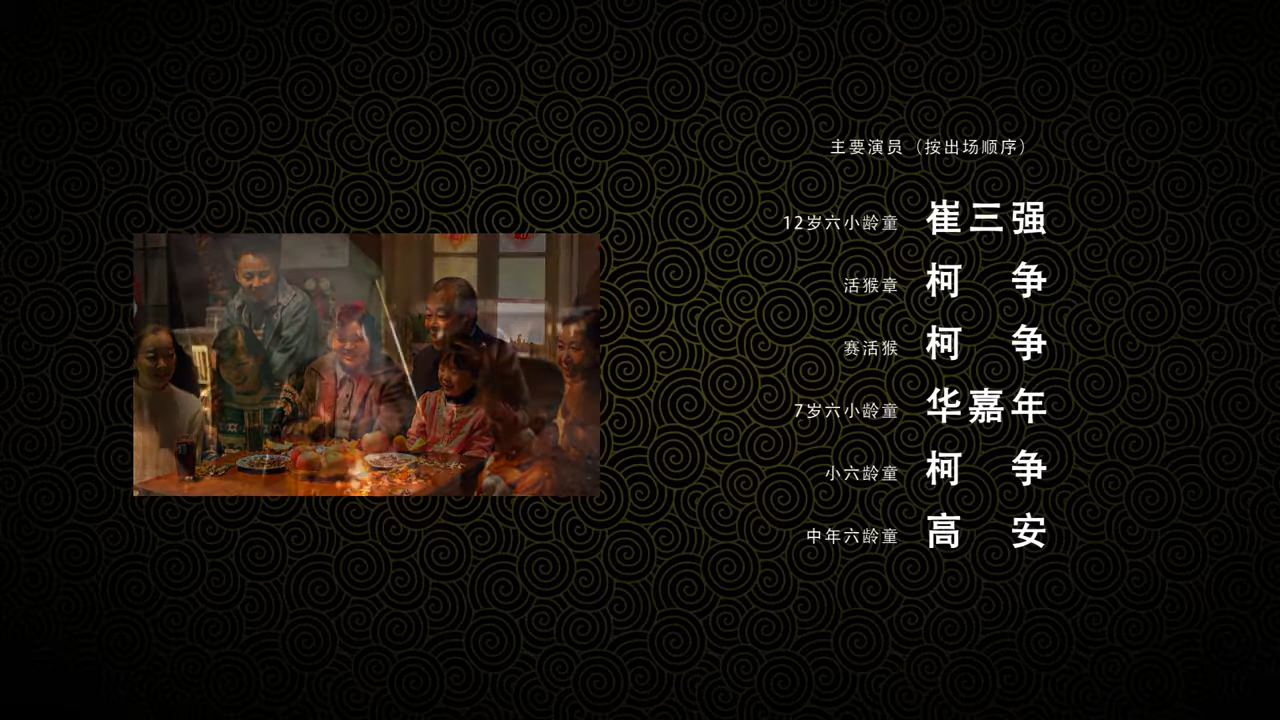 主要演员（按出场顺序）
12岁六小龄童 崔三强
活猴章 柯争
赛活猴 柯争
7岁六小龄童 华嘉年
小六龄童 柯争
中年六龄童 高安